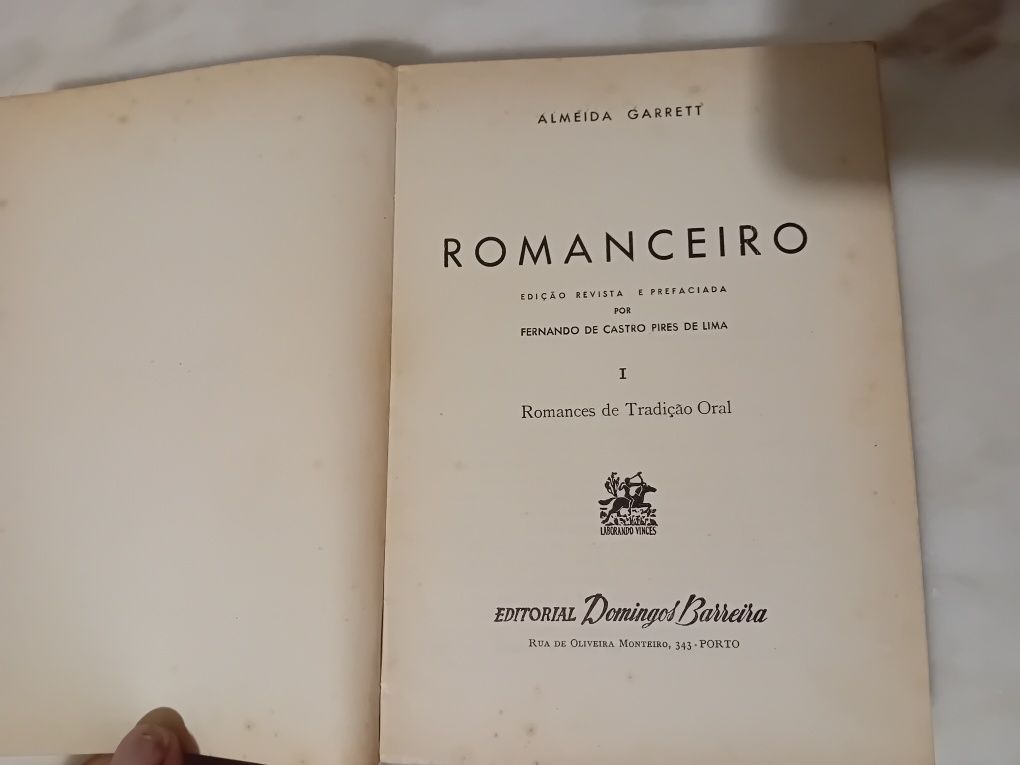 ALMEIDA GARRETT
ROMANCEIRO
EDIÇÃO REVISTA E PREFACIADA
POR
FERNANDO DE CASTRO PIRES DE LIMA
I
Romances de Tradição Oral
LABORANDO VINCES
EDITORIAL Domingos Barreira
RUA DE OLIVEIRA MONTEIRO, 343 - PORTO